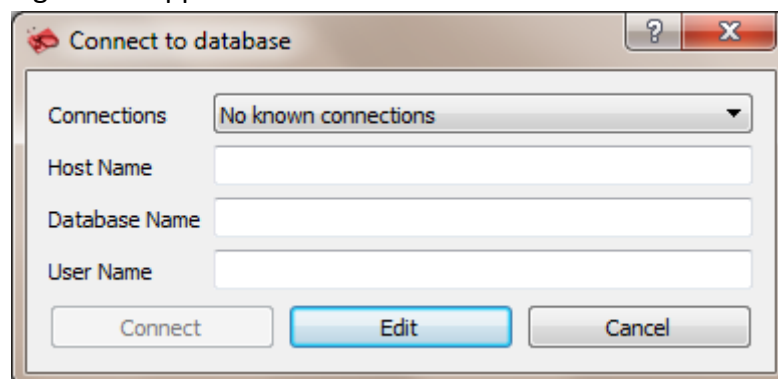 Connect to database
?
X
Connections No known connections
Host Name
Database Name
User Name
Connect Edit Cancel